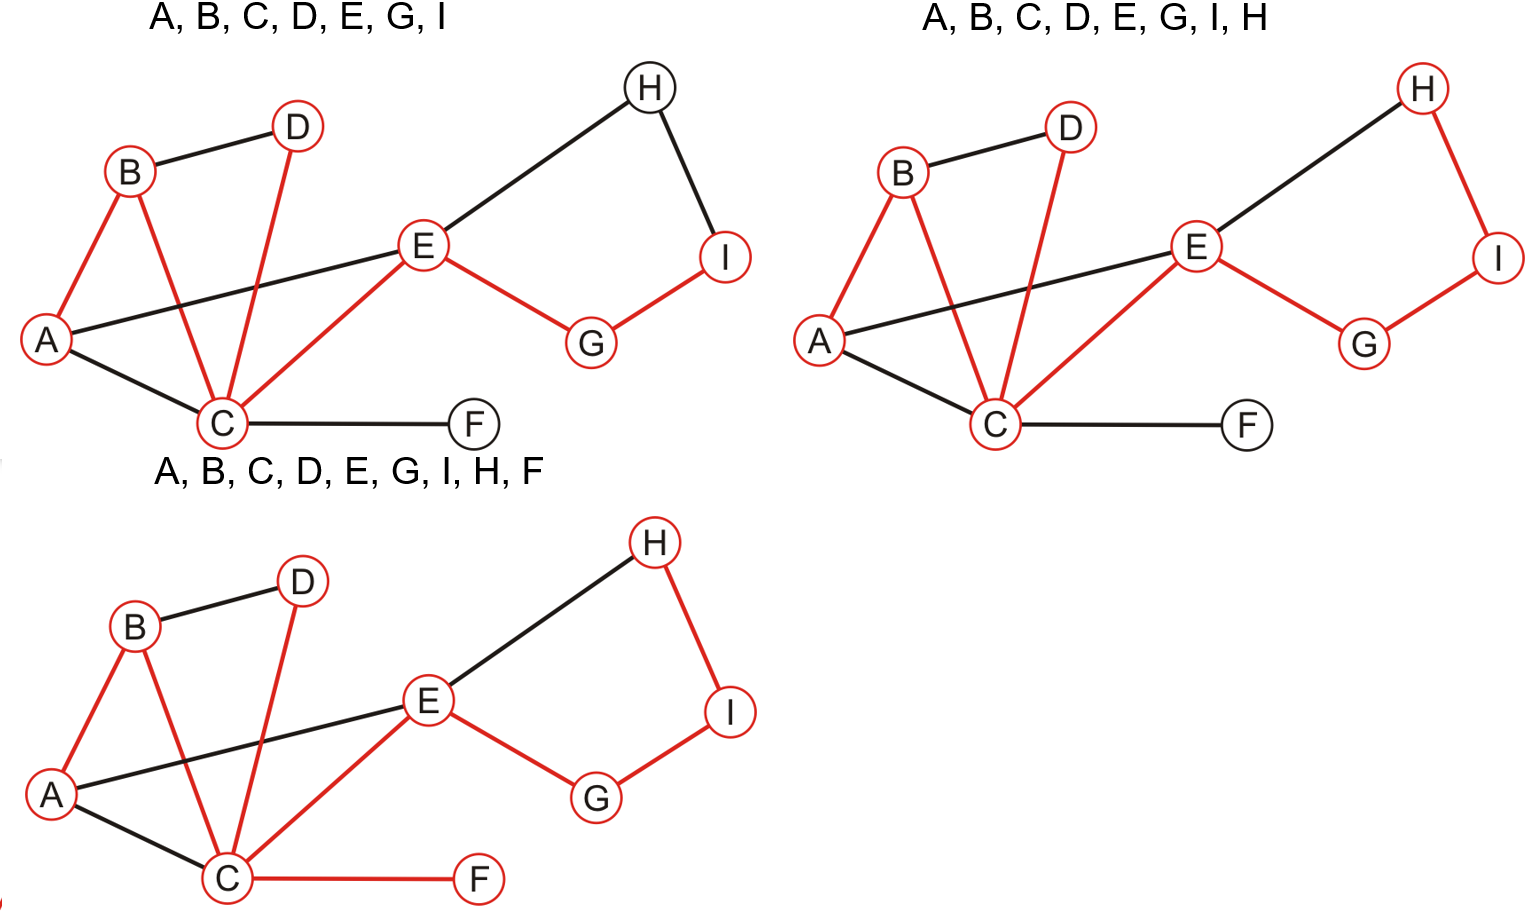 A, B, C, D, E, G, I
H
D
B
E
I
A
G
C
F
A, B, C, D, E, G, I, H
H
D
B
E
I
A
G
C
F
A, B, C, D, E, G, I, H, F
H
D
B
E
I
A
G
C
F